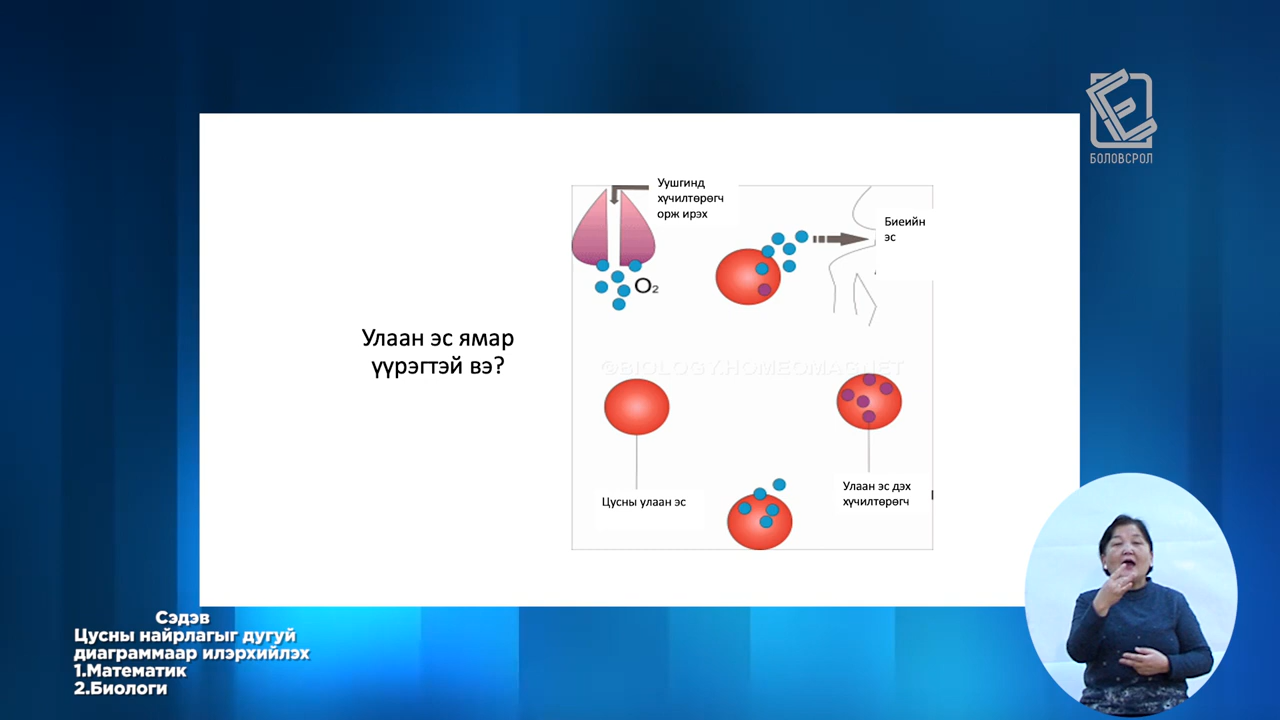 БОЛОВСРОЛ
Уушгинд
хүчилтөрөгч
орж ирэх
Биеийн
эс
O₂
Улаан эс ямар
үүрэгтэй вэ?
©BIOLOGY.HOMEOMAG.NET
Цусны улаан эс
Улаан эс дэх
хүчилтөрөгч
Сэдэв
Цусны найрлагыг дугуй
диаграммаар илэрхийлэх
1.Математик
2.Биологи